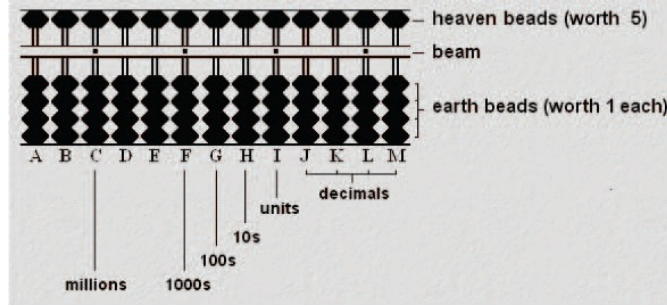 heaven beads (worth 5)
beam
earth beads (worth 1 each)
A B C D E F G H I J K L M
decimals
units
10s
100s
millions 1000s